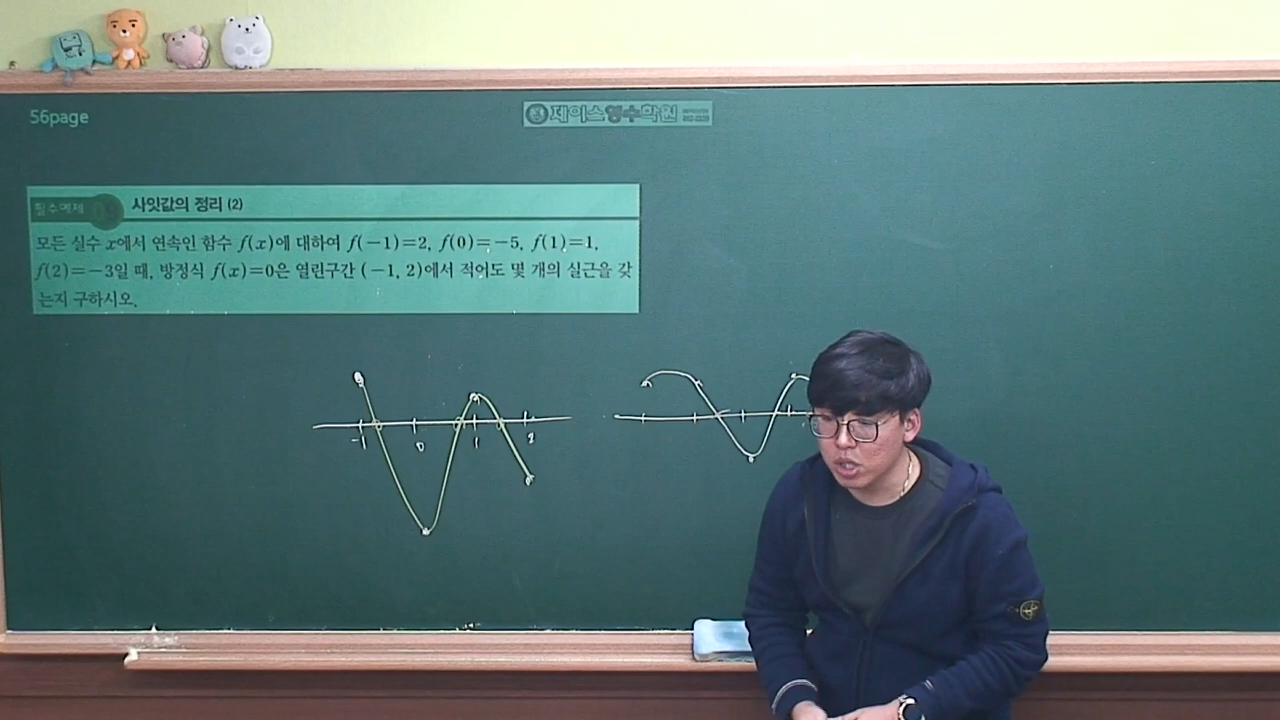 56page
제이스영수학원
필수예제 09 사잇값의 정리 (2)
모든 실수 x에서 연속인 함수 f(x)에 대하여 f(−1)=2, f(0)=−5, f(1)=1,
f(2)=−3일 때, 방정식 f(x)=0은 열린구간 (−1, 2)에서 적어도 몇 개의 실근을 갖
는지 구하시오.
-1 0 1 2